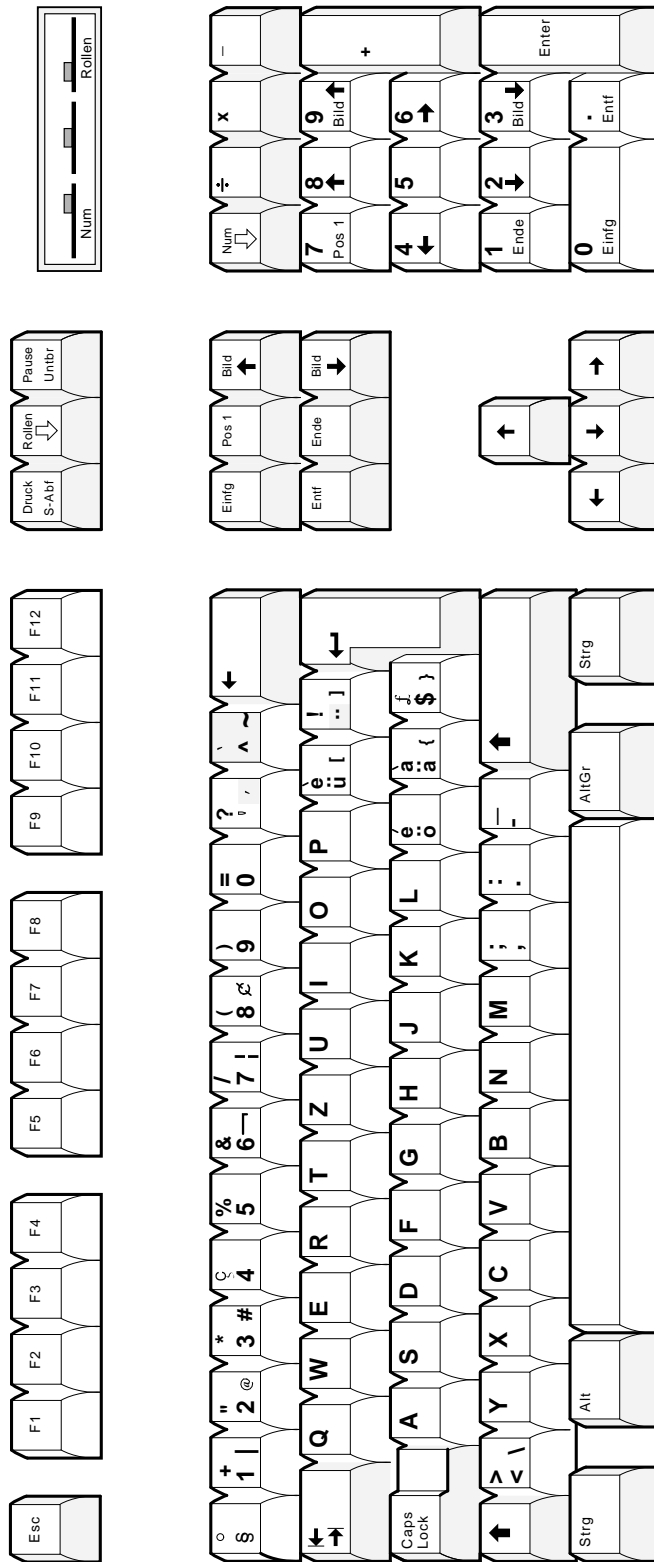 Esc F1 F2 F3 F4 F5 F6 F7 F8 F9 F10 F11 F12
Druck S-Abf Rollen ⇩ Pause Untbr
Num Rollen
° § + 1 | " 2 @ * 3 # ç 4 % 5 & 6 ¬ / 7 ¦ ( 8 ¢ ) 9 = 0 ? ' ´ ` ^ ~ ←
Einfg Pos 1 Bild ↑
Num ⇩ ÷ x –
Q W E R T Z U I O P è ü [ ! ¨ ] ↵
Entf Ende Bild ↓
7 Pos 1 8 ↑ 9 Bild ↑ +
Caps Lock A S D F G H J K L é ö à ä { £ $ }
4 ← 5 6 →
↑ > < \ Y X C V B N M ; , : . _ - ↑
↑
1 Ende 2 ↓ 3 Bild ↓ Enter
Strg Alt AltGr Strg
← ↓ →
0 Einfg . Entf